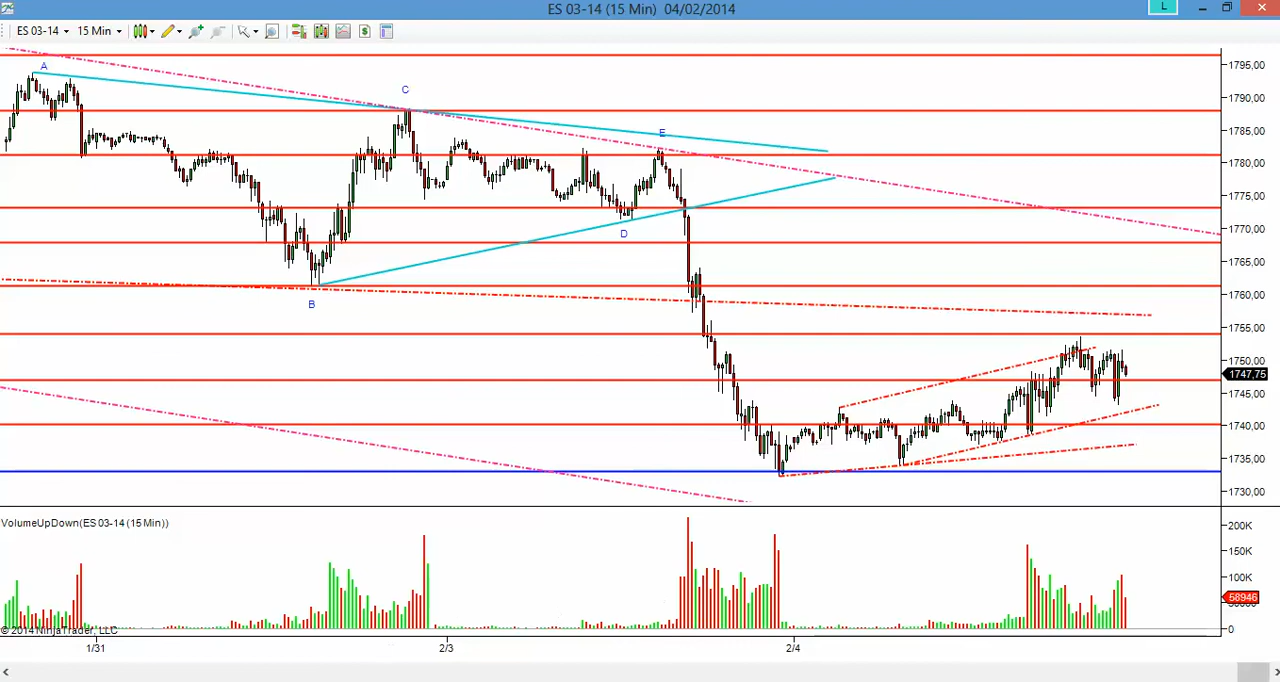 ES 03-14 (15 Min)  04/02/2014
L
ES 03-14
15 Min
$
A
C
E
D
B
1795,00
1790,00
1785,00
1780,00
1775,00
1770,00
1765,00
1760,00
1755,00
1750,00
1747,75
1745,00
1740,00
1735,00
1730,00
VolumeUpDown(ES 03-14 (15 Min))
200K
150K
100K
58946
0
© 2014 NinjaTrader, LLC
1/31
2/3
2/4